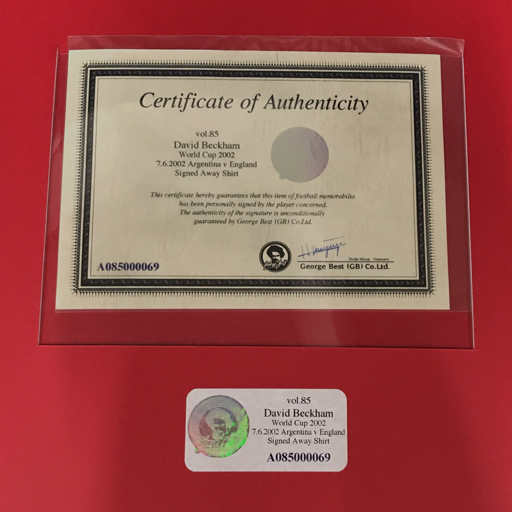 Certificate of Authenticity
vol.85
David Beckham
World Cup 2002
7.6.2002 Argentina v England
Signed Away Shirt
This certificate hereby guarantees that this item of football memorabilia
has been personally signed by the player concerned.
The authenticity of the signature is unconditionally
guaranteed by George Best (GB) Co.Ltd.
A085000069
George Best (GB) Co.Ltd.
vol.85
David Beckham
World Cup 2002
7.6.2002 Argentina v England
Signed Away Shirt
A085000069